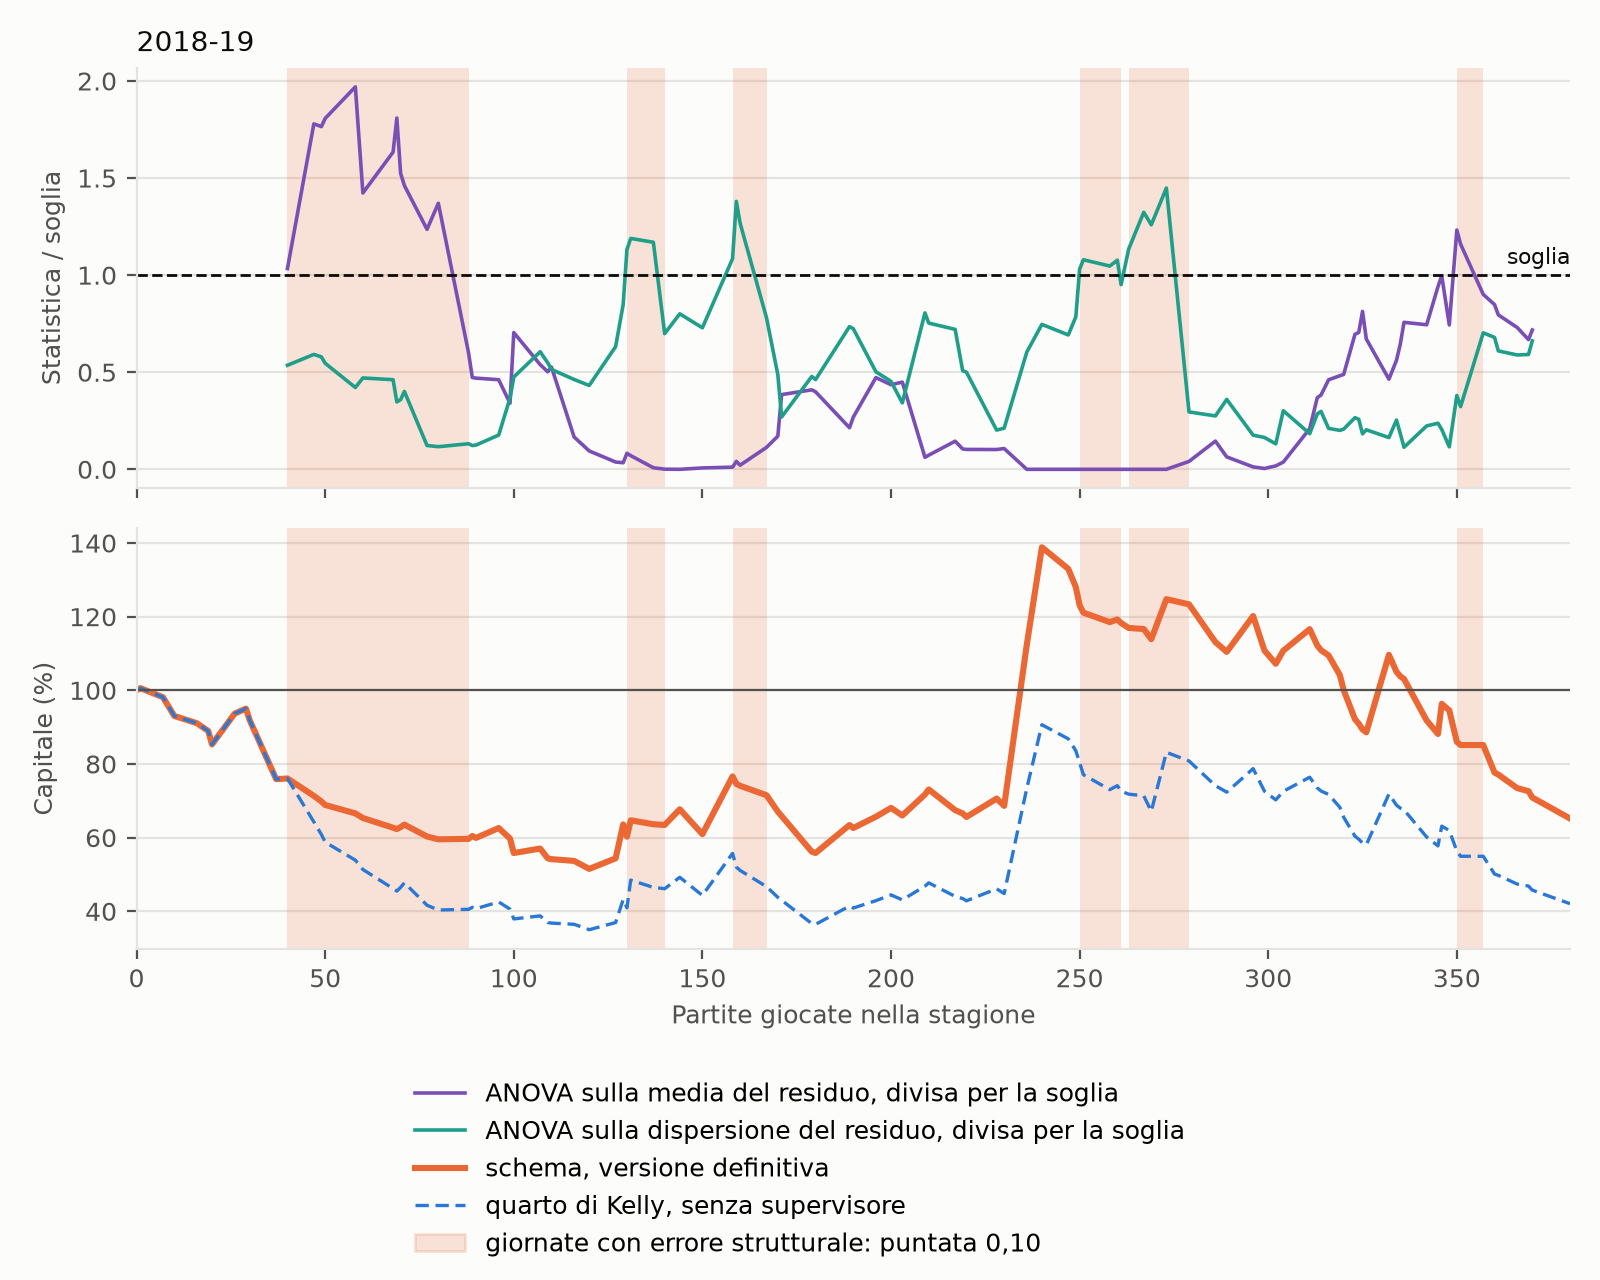 2018-19
2.0
1.5
1.0
0.5
0.0
Statistica / soglia
soglia
140
120
100
80
60
40
Capitale (%)
0 50 100 150 200 250 300 350
Partite giocate nella stagione
ANOVA sulla media del residuo, divisa per la soglia
ANOVA sulla dispersione del residuo, divisa per la soglia
schema, versione definitiva
quarto di Kelly, senza supervisore
giornate con errore strutturale: puntata 0,10